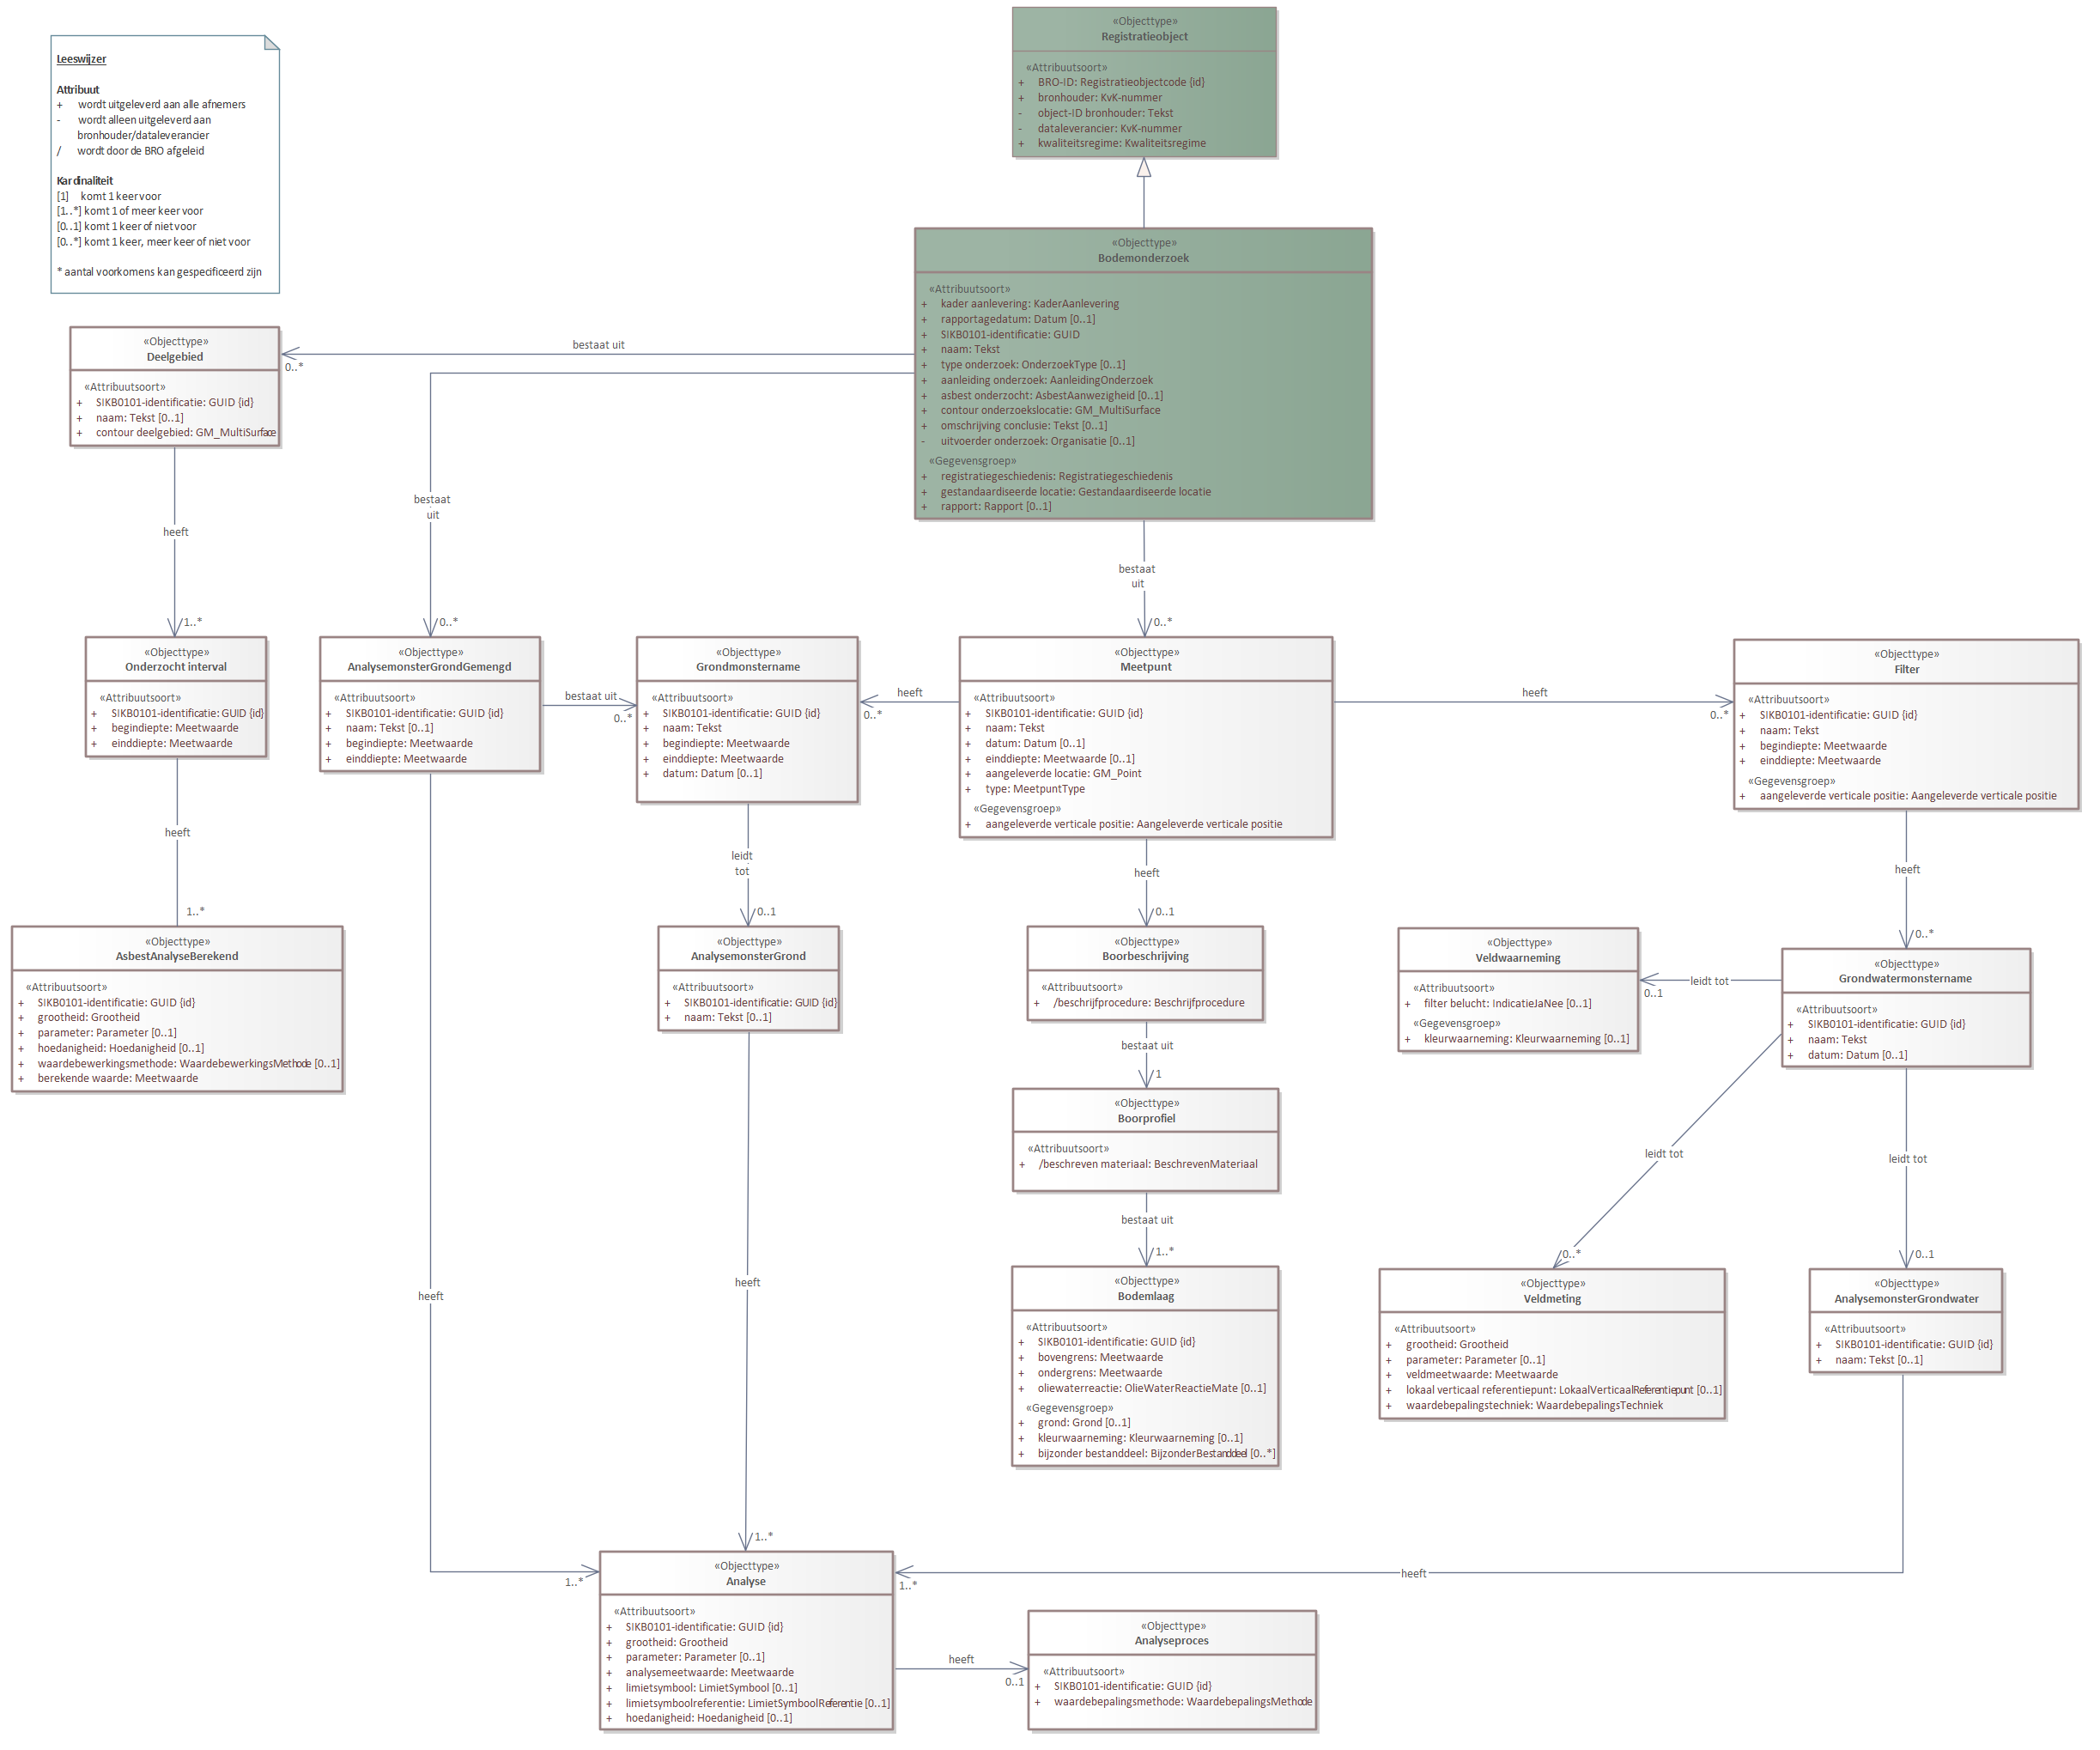 Leeswijzer
Attribuut
+ wordt uitgeleverd aan alle afnemers
- wordt alleen uitgeleverd aan
bronhouder/dataleverancier
/ wordt door de BRO afgeleid
Kardinaliteit
[1] komt 1 keer voor
[1..*] komt 1 of meer keer voor
[0..1] komt 1 keer of niet voor
[0..*] komt 1 keer, meer keer of niet voor
* aantal voorkomens kan gespecificeerd zijn
«Objecttype»
Registratieobject
«Attribuutsoort»
+ BRO-ID: Registratieobjectcode {id}
+ bronhouder: KvK-nummer
- object-ID bronhouder: Tekst
- dataleverancier: KvK-nummer
+ kwaliteitsregime: Kwaliteitsregime
«Objecttype»
Bodemonderzoek
«Attribuutsoort»
+ kader aanlevering: KaderAanlevering
+ rapportagedatum: Datum [0..1]
+ SIKB0101-identificatie: GUID
+ naam: Tekst
+ type onderzoek: OnderzoekType [0..1]
+ aanleiding onderzoek: AanleidingOnderzoek
+ asbest onderzocht: AsbestAanwezigheid [0..1]
+ contour onderzoekslocatie: GM_MultiSurface
+ omschrijving conclusie: Tekst [0..1]
- uitvoerder onderzoek: Organisatie [0..1]
«Gegevensgroep»
+ registratiegeschiedenis: Registratiegeschiedenis
+ gestandaardiseerde locatie: Gestandaardiseerde locatie
+ rapport: Rapport [0..1]
bestaat uit
0..*
«Objecttype»
Deelgebied
«Attribuutsoort»
+ SIKB0101-identificatie: GUID {id}
+ naam: Tekst [0..1]
+ contour deelgebied: GM_MultiSurface
heeft
1..*
bestaat
uit
0..*
bestaat
uit
0..*
«Objecttype»
Onderzocht interval
«Attribuutsoort»
+ SIKB0101-identificatie: GUID {id}
+ begindiepte: Meetwaarde
+ einddiepte: Meetwaarde
«Objecttype»
AnalysemonsterGrondGemengd
«Attribuutsoort»
+ SIKB0101-identificatie: GUID {id}
+ naam: Tekst [0..1]
+ begindiepte: Meetwaarde
+ einddiepte: Meetwaarde
bestaat uit
0..*
«Objecttype»
Grondmonstername
«Attribuutsoort»
+ SIKB0101-identificatie: GUID {id}
+ naam: Tekst
+ begindiepte: Meetwaarde
+ einddiepte: Meetwaarde
+ datum: Datum [0..1]
heeft
0..*
«Objecttype»
Meetpunt
«Attribuutsoort»
+ SIKB0101-identificatie: GUID {id}
+ naam: Tekst
+ datum: Datum [0..1]
+ einddiepte: Meetwaarde [0..1]
+ aangeleverde locatie: GM_Point
+ type: MeetpuntType
«Gegevensgroep»
+ aangeleverde verticale positie: Aangeleverde verticale positie
heeft
0..*
«Objecttype»
Filter
«Attribuutsoort»
+ SIKB0101-identificatie: GUID {id}
+ naam: Tekst
+ begindiepte: Meetwaarde
+ einddiepte: Meetwaarde
«Gegevensgroep»
+ aangeleverde verticale positie: Aangeleverde verticale positie
heeft
1..*
leidt
tot
0..1
heeft
0..1
heeft
0..*
«Objecttype»
AsbestAnalyseBerekend
«Attribuutsoort»
+ SIKB0101-identificatie: GUID {id}
+ grootheid: Grootheid
+ parameter: Parameter [0..1]
+ hoedanigheid: Hoedanigheid [0..1]
+ waardebewerkingsmethode: WaardebewerkingsMethode [0..1]
+ berekende waarde: Meetwaarde
«Objecttype»
AnalysemonsterGrond
«Attribuutsoort»
+ SIKB0101-identificatie: GUID {id}
+ naam: Tekst [0..1]
«Objecttype»
Boorbeschrijving
«Attribuutsoort»
+ /beschrijfprocedure: Beschrijfprocedure
«Objecttype»
Veldwaarneming
«Attribuutsoort»
+ filter belucht: IndicatieJaNee [0..1]
«Gegevensgroep»
+ kleurwaarneming: Kleurwaarneming [0..1]
leidt tot
0..1
«Objecttype»
Grondwatermonstername
«Attribuutsoort»
+ SIKB0101-identificatie: GUID {id}
+ naam: Tekst
+ datum: Datum [0..1]
bestaat uit
1
«Objecttype»
Boorprofiel
«Attribuutsoort»
+ /beschreven materiaal: BeschrevenMateriaal
leidt tot
0..*
leidt tot
0..1
bestaat uit
1..*
«Objecttype»
Bodemlaag
«Attribuutsoort»
+ SIKB0101-identificatie: GUID {id}
+ bovengrens: Meetwaarde
+ ondergrens: Meetwaarde
+ oliewaterreactie: OlieWaterReactieMate [0..1]
«Gegevensgroep»
+ grond: Grond [0..1]
+ kleurwaarneming: Kleurwaarneming [0..1]
+ bijzonder bestanddeel: BijzonderBestanddeel [0..*]
«Objecttype»
Veldmeting
«Attribuutsoort»
+ grootheid: Grootheid
+ parameter: Parameter [0..1]
+ veldmeetwaarde: Meetwaarde
+ lokaal verticaal referentiepunt: LokaalVerticaalReferentiepunt [0..1]
+ waardebepalingstechniek: WaardebepalingsTechniek
«Objecttype»
AnalysemonsterGrondwater
«Attribuutsoort»
+ SIKB0101-identificatie: GUID {id}
+ naam: Tekst [0..1]
heeft
1..*
heeft
1..*
heeft
1..*
«Objecttype»
Analyse
«Attribuutsoort»
+ SIKB0101-identificatie: GUID {id}
+ grootheid: Grootheid
+ parameter: Parameter [0..1]
+ analysemeetwaarde: Meetwaarde
+ limietsymbool: LimietSymbool [0..1]
+ limietsymboolreferentie: LimietSymboolReferentie [0..1]
+ hoedanigheid: Hoedanigheid [0..1]
heeft
0..1
«Objecttype»
Analyseproces
«Attribuutsoort»
+ SIKB0101-identificatie: GUID {id}
+ waardebepalingsmethode: WaardebepalingsMethode